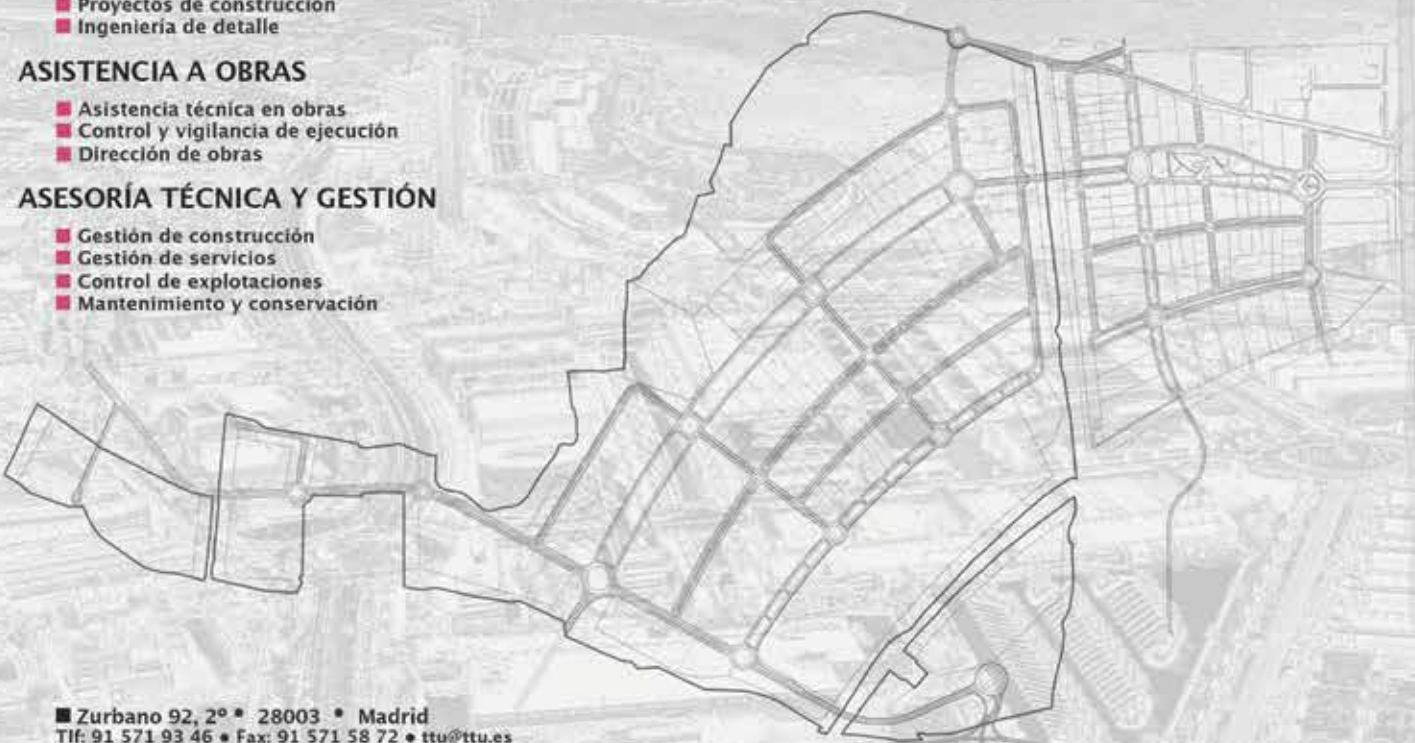 ■ Proyectos de construcción
■ Ingeniería de detalle
ASISTENCIA A OBRAS
■ Asistencia técnica en obras
■ Control y vigilancia de ejecución
■ Dirección de obras
ASESORÍA TÉCNICA Y GESTIÓN
■ Gestión de construcción
■ Gestión de servicios
■ Control de explotaciones
■ Mantenimiento y conservación
■ Zurbano 92, 2º • 28003 • Madrid
Tlf: 91 571 93 46 • Fax: 91 571 58 72 • ttu@ttu.es